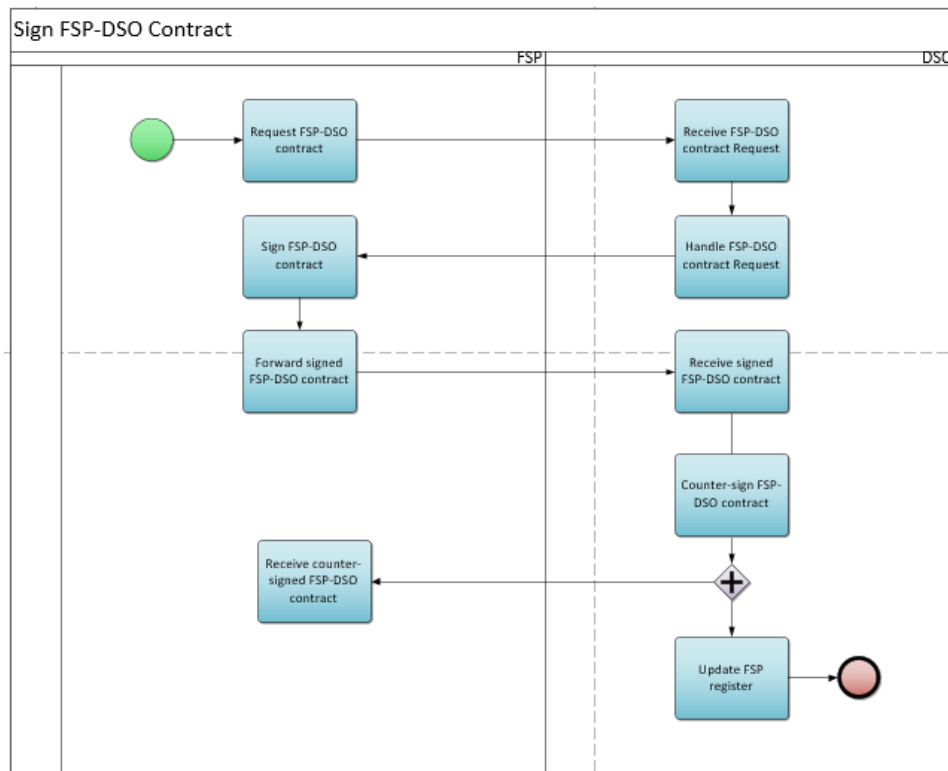 Sign FSP-DSO Contract
FSP
DSO
Request FSP-DSO
contract
Receive FSP-DSO
contract Request
Sign FSP-DSO
contract
Handle FSP-DSO
contract Request
Forward signed
FSP-DSO contract
Receive signed
FSP-DSO contract
Counter-sign FSP-
DSO contract
Receive counter-
signed FSP-DSO
contract
Update FSP
register